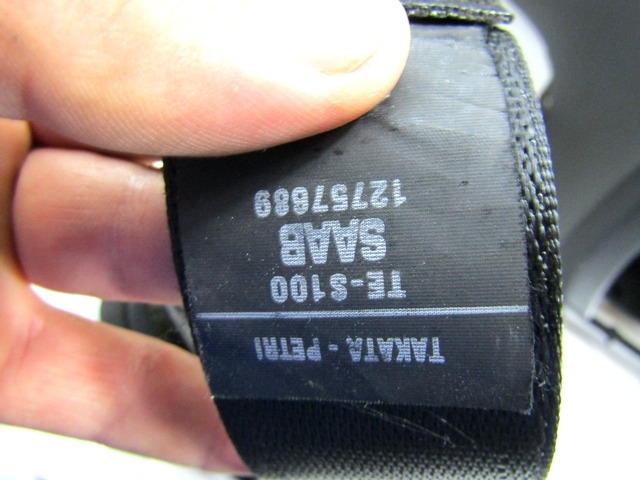 TAKATA - PETRI
TE-S100
SAAB
12757689